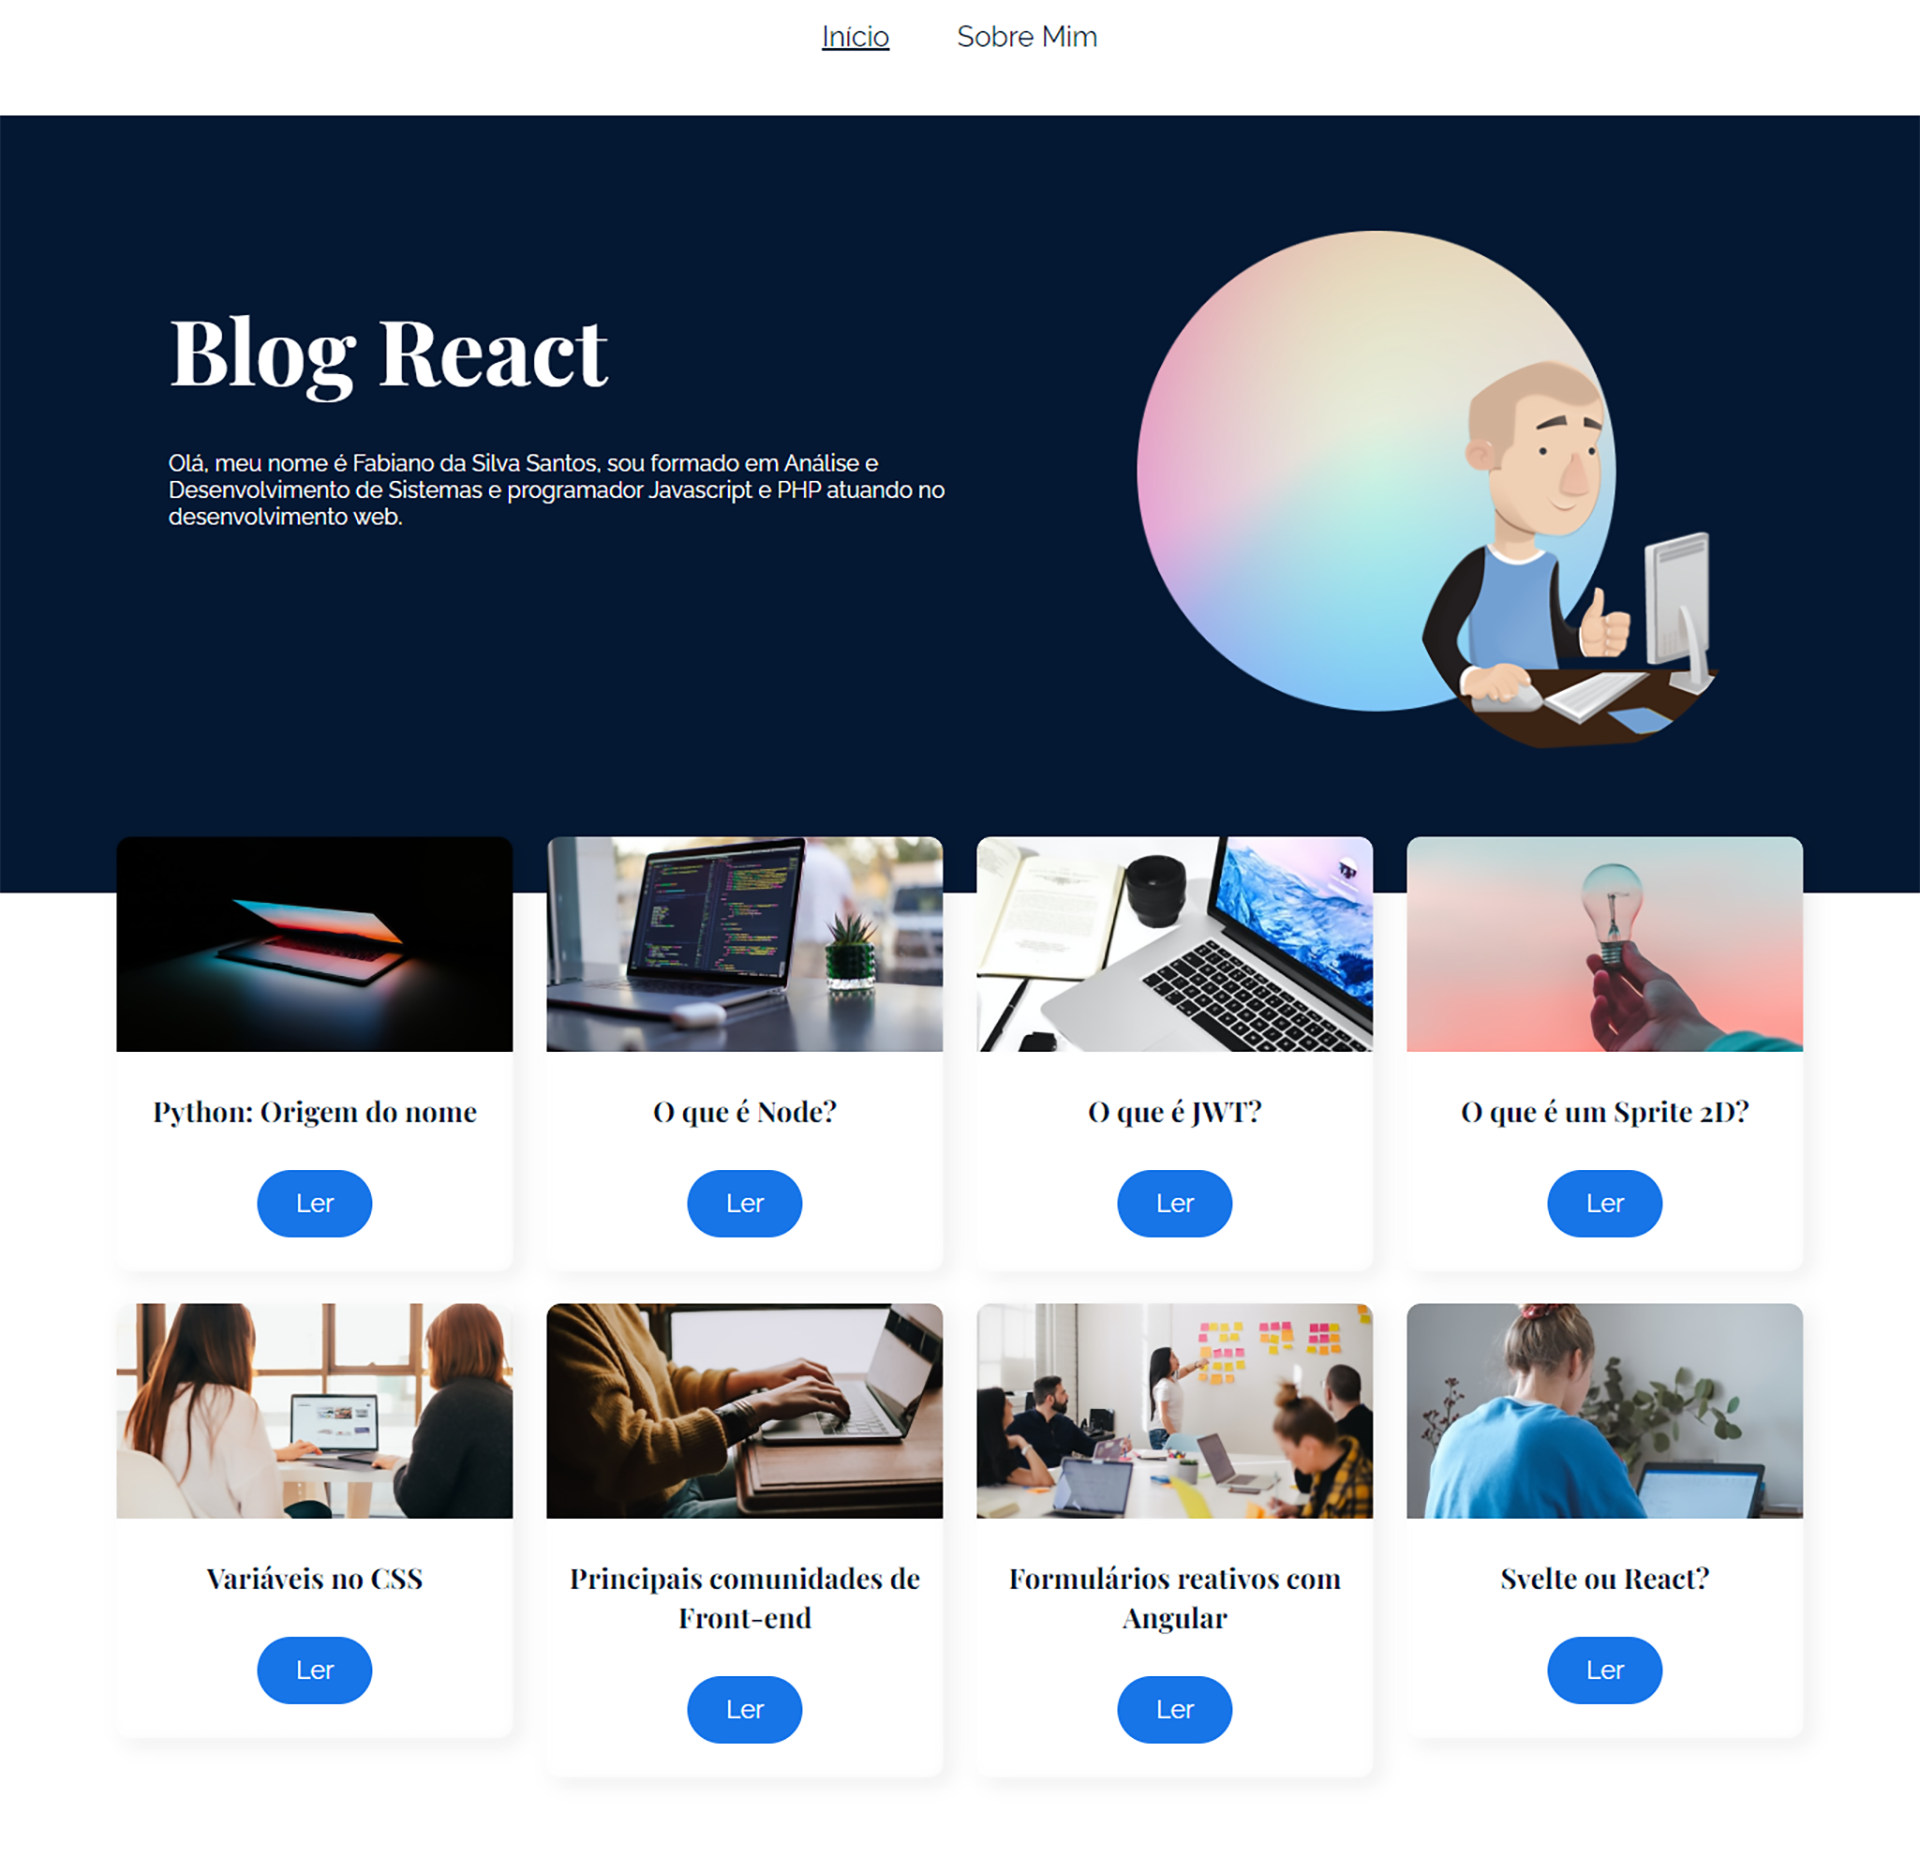 Início Sobre Mim
Blog React
Olá, meu nome é Fabiano da Silva Santos, sou formado em Análise e
Desenvolvimento de Sistemas e programador Javascript e PHP atuando no
desenvolvimento web.
Python: Origem do nome
Ler
O que é Node?
Ler
O que é JWT?
Ler
O que é um Sprite 2D?
Ler
Variáveis no CSS
Ler
Principais comunidades de
Front-end
Ler
Formulários reativos com
Angular
Ler
Svelte ou React?
Ler